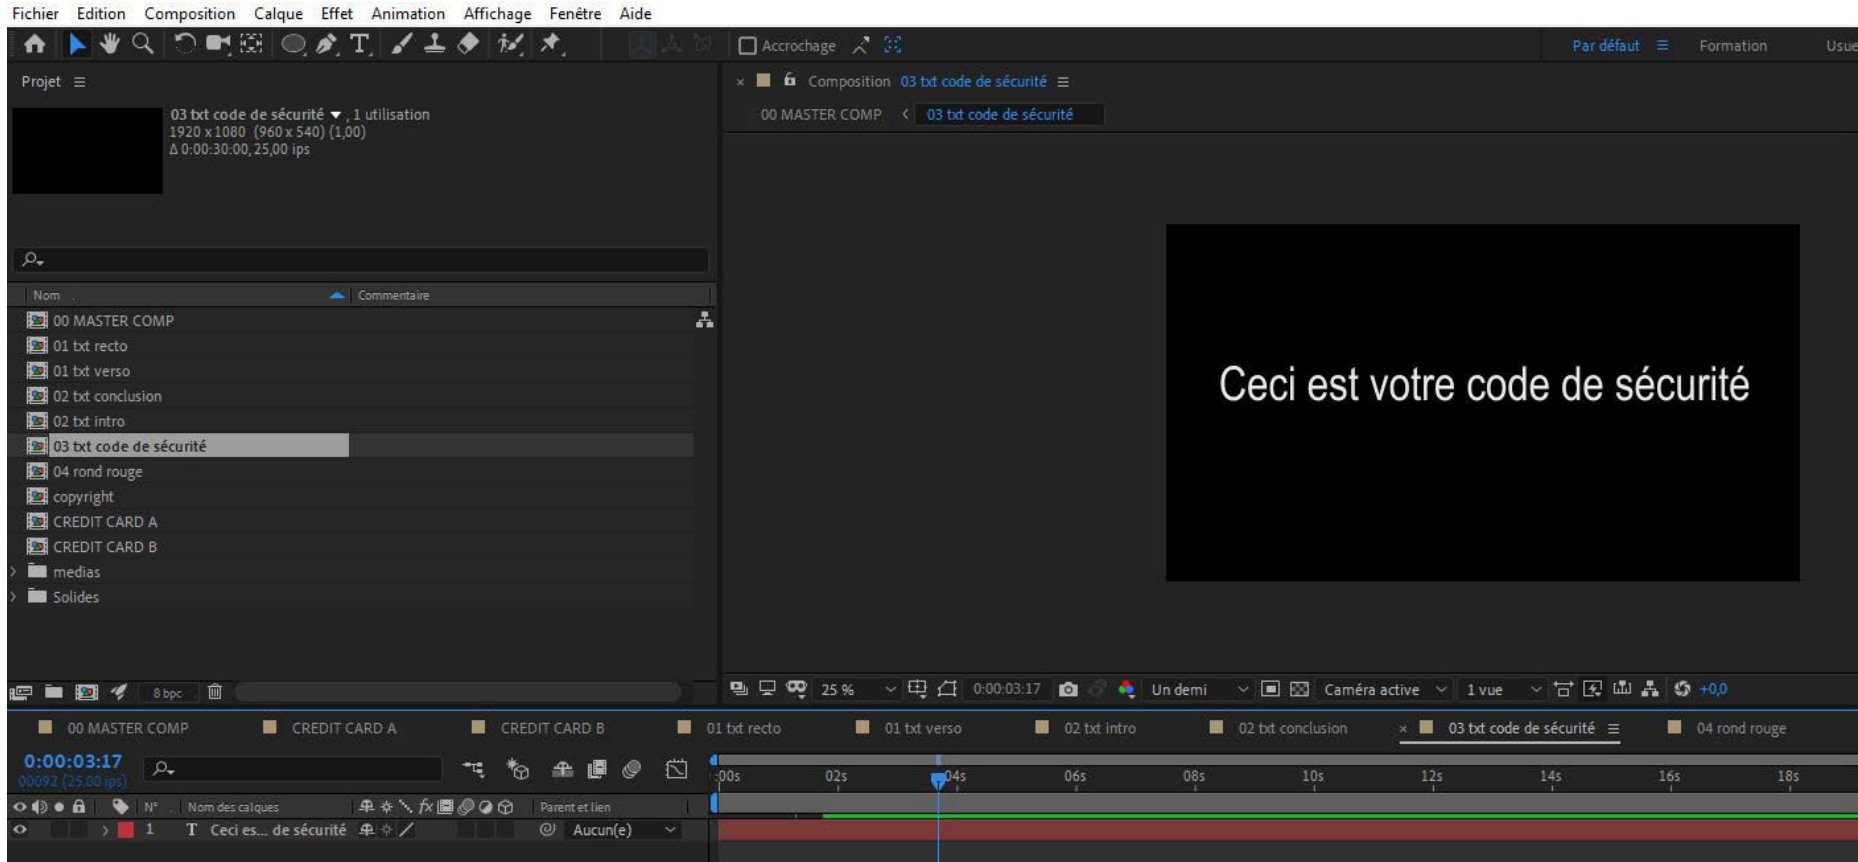 Fichier Edition Composition Calque Effet Animation Affichage Fenêtre Aide
Accrochage Par défaut Formation
Projet
Composition 03 txt code de sécurité
03 txt code de sécurité , 1 utilisation
1920 x 1080 (960 x 540) (1,00)
Δ 0:00:30:00, 25,00 ips
00 MASTER COMP 03 txt code de sécurité
Nom Commentaire
00 MASTER COMP
01 txt recto
01 txt verso
02 txt conclusion
02 txt intro
03 txt code de sécurité
04 rond rouge
copyright
CREDIT CARD A
CREDIT CARD B
medias
Solides
Ceci est votre code de sécurité
8 bpc
25 % 0:00:03:17 Un demi Caméra active 1 vue +0,0
00 MASTER COMP CREDIT CARD A CREDIT CARD B 01 txt recto 01 txt verso 02 txt intro 02 txt conclusion 03 txt code de sécurité 04 rond rouge
0:00:03:17
00092 (25.00 ips)
:00s 02s 04s 06s 08s 10s 12s 14s 16s 18s
N° Nom des calques fx Parent et lien
1 T Ceci es... de sécurité Aucun(e)